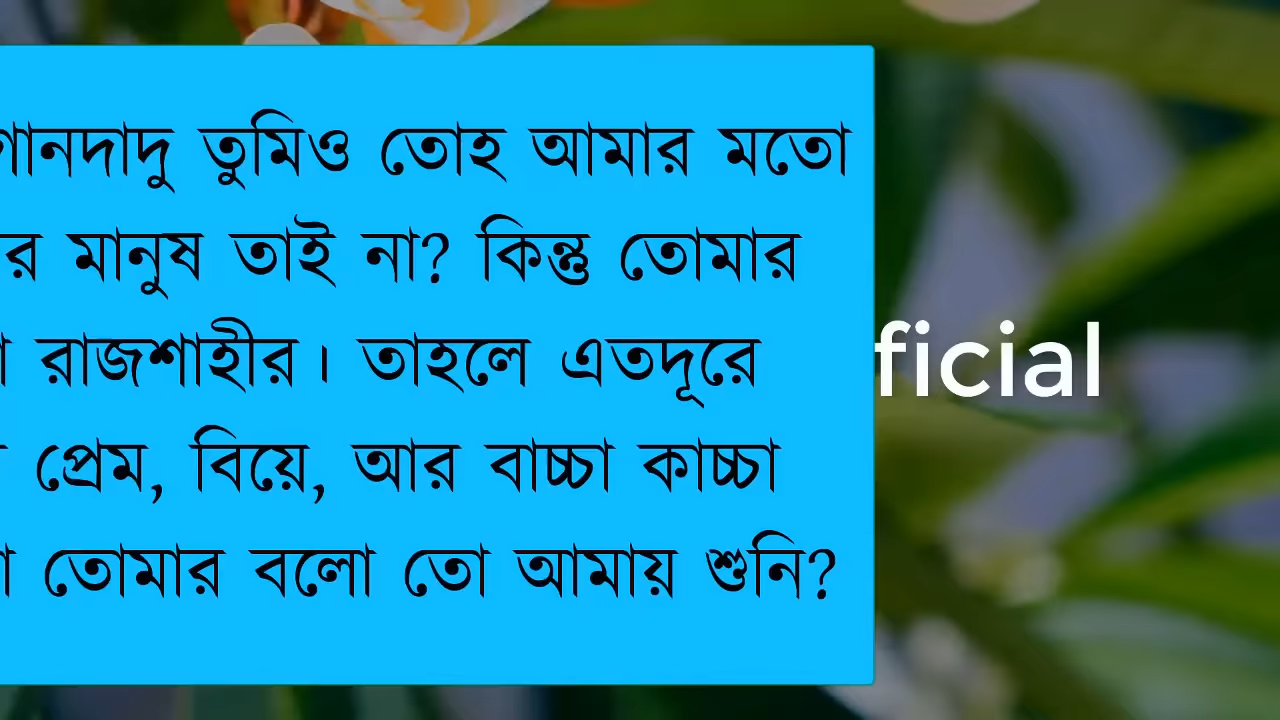 তুমিও তোহ আমার মতো
মানুষ তাই না? কিন্তু তোমার
রাজশাহীর। তাহলে এতদূরে
ficial
প্রেম, বিয়ে, আর বাচ্চা কাচ্চা
তোমার বলো তো আমায় শুনি?